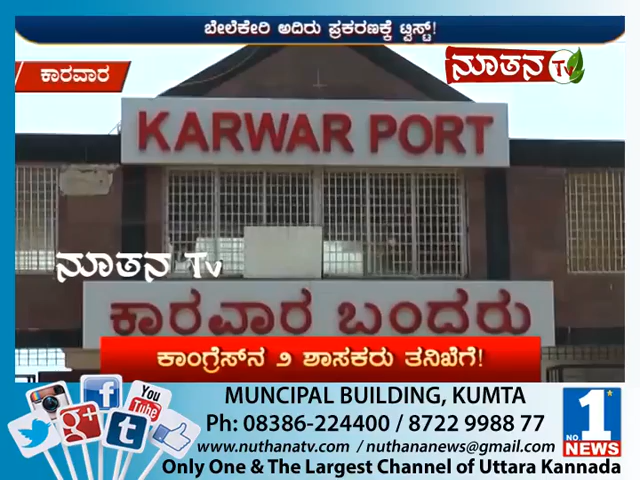 ಬೇಲೆಕೇರಿ ಅದಿರು ಪ್ರಕರಣಕ್ಕೆ ಟ್ವಿಸ್ಟ್!
ಕಾರವಾರ
ನೂತನ Tv
KARWAR PORT
ನೂತನ Tv
ಕಾರವಾರ ಬಂದರು
ಕಾಂಗ್ರೆಸ್‌ನ ೨ ಶಾಸಕರು ತನಿಖೆಗೆ!
You Tube
g+
f
t
MUNCIPAL BUILDING, KUMTA
Ph: 08386-224400 / 8722 9988 77
www.nuthanatv.com / nuthananews@gmail.com
Only One & The Largest Channel of Uttara Kannada
NO 1 NEWS